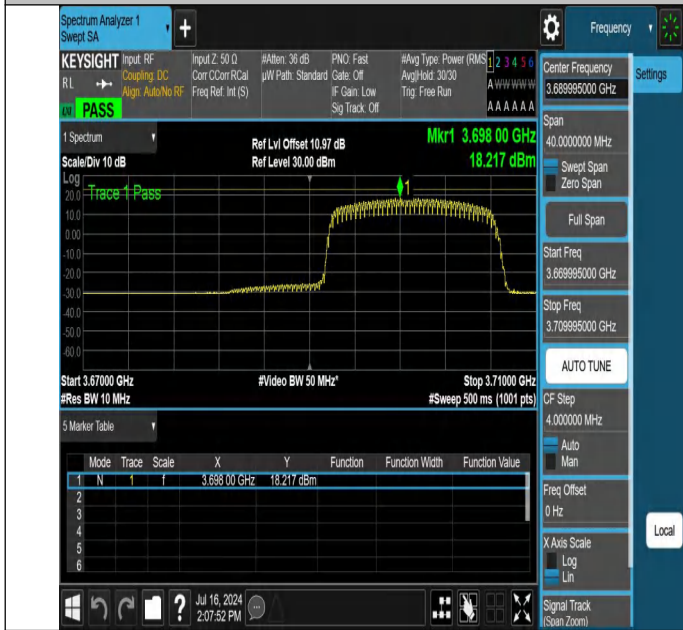 Spectrum Analyzer 1
Swept SA
Frequency
KEYSIGHT
Input: RF
Input Z: 50 Ω
#Atten: 36 dB
PNO: Fast
#Avg Type: Power (RMS
1 2 3 4 5 6
RL
Coupling: DC
Corr CCorr RCal
µW Path: Standard
Gate: Off
Avg|Hold: 30/30
A W W W W W
Align: Auto/No RF
Freq Ref: Int (S)
IF Gain: Low
Trig: Free Run
Sig Track: Off
A A A A A A
PASS
1 Spectrum
Ref Lvl Offset 10.97 dB
Mkr1 3.698 00 GHz
Scale/Div 10 dB
Ref Level 30.00 dBm
18.217 dBm
Log
Trace 1 Pass
1
20.0
10.0
0.00
-10.0
-20.0
-30.0
-40.0
-50.0
-60.0
Start 3.67000 GHz
#Video BW 50 MHz*
Stop 3.71000 GHz
#Res BW 10 MHz
#Sweep 500 ms (1001 pts)
5 Marker Table
Mode Trace Scale X Y Function Function Width Function Value
1 N 1 f 3.698 00 GHz 18.217 dBm
2
3
4
5
6
Jul 16, 2024
2:07:52 PM
Center Frequency
3.689995000 GHz
Settings
Span
40.0000000 MHz
Swept Span
Zero Span
Full Span
Start Freq
3.669995000 GHz
Stop Freq
3.709995000 GHz
AUTO TUNE
CF Step
4.000000 MHz
Auto
Man
Freq Offset
0 Hz
Local
X Axis Scale
Log
Lin
Signal Track
(Span Zoom)